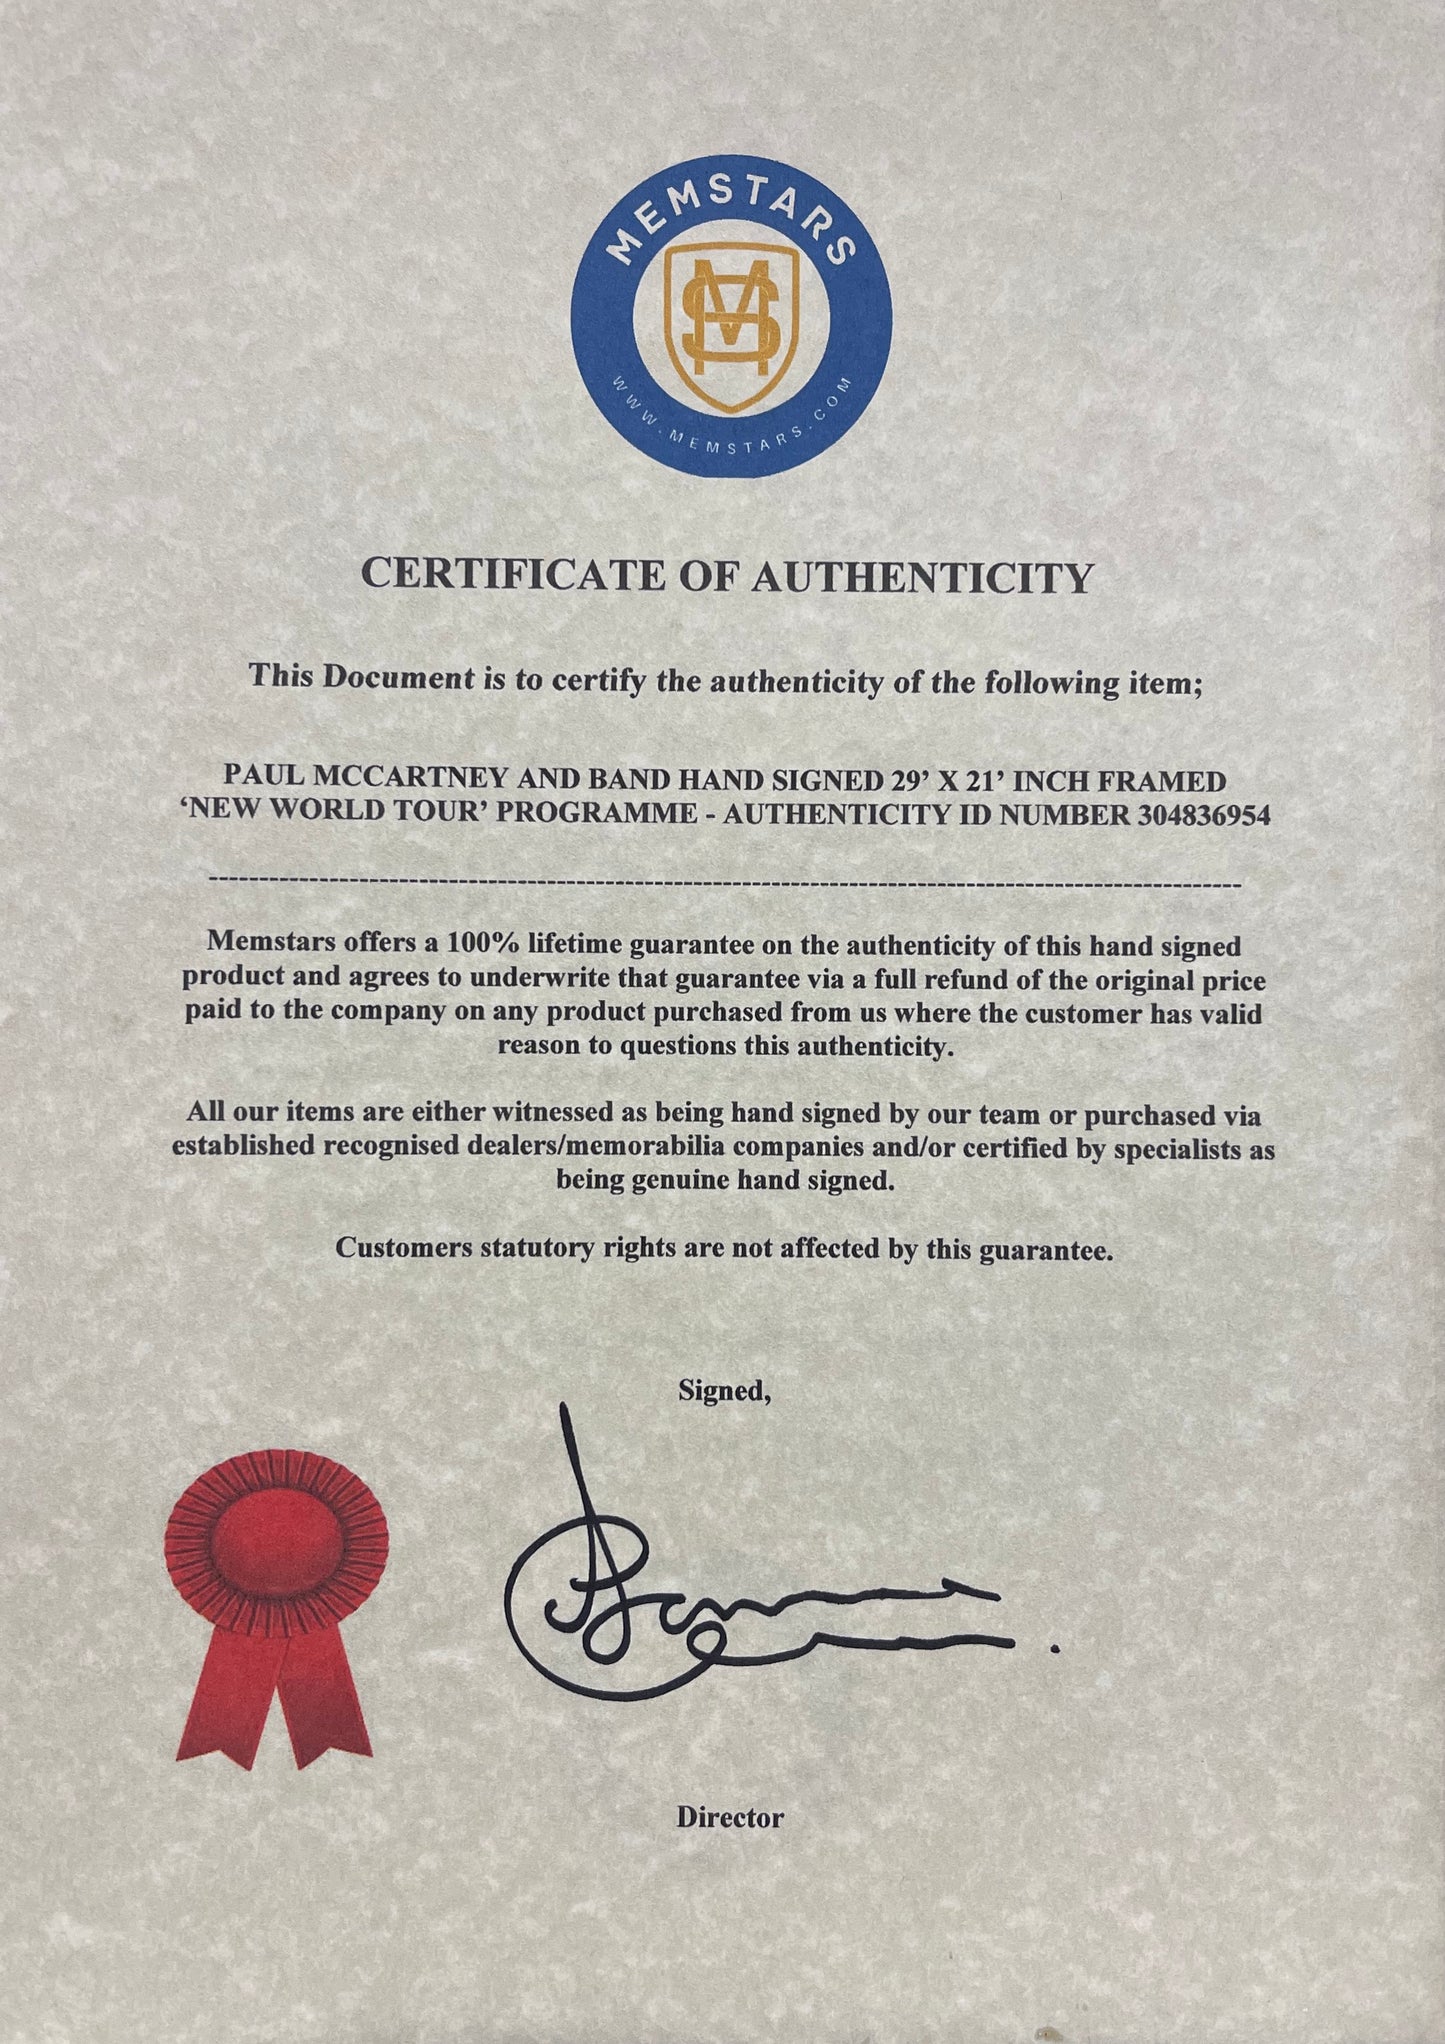 MEMSTARS
WWW.MEMSTARS.COM
CERTIFICATE OF AUTHENTICITY
This Document is to certify the authenticity of the following item;
PAUL MCCARTNEY AND BAND HAND SIGNED 29’ X 21’ INCH FRAMED
‘NEW WORLD TOUR’ PROGRAMME - AUTHENTICITY ID NUMBER 304836954
Memstars offers a 100% lifetime guarantee on the authenticity of this hand signed
product and agrees to underwrite that guarantee via a full refund of the original price
paid to the company on any product purchased from us where the customer has valid
reason to questions this authenticity.
All our items are either witnessed as being hand signed by our team or purchased via
established recognised dealers/memorabilia companies and/or certified by specialists as
being genuine hand signed.
Customers statutory rights are not affected by this guarantee.
Signed,
Director